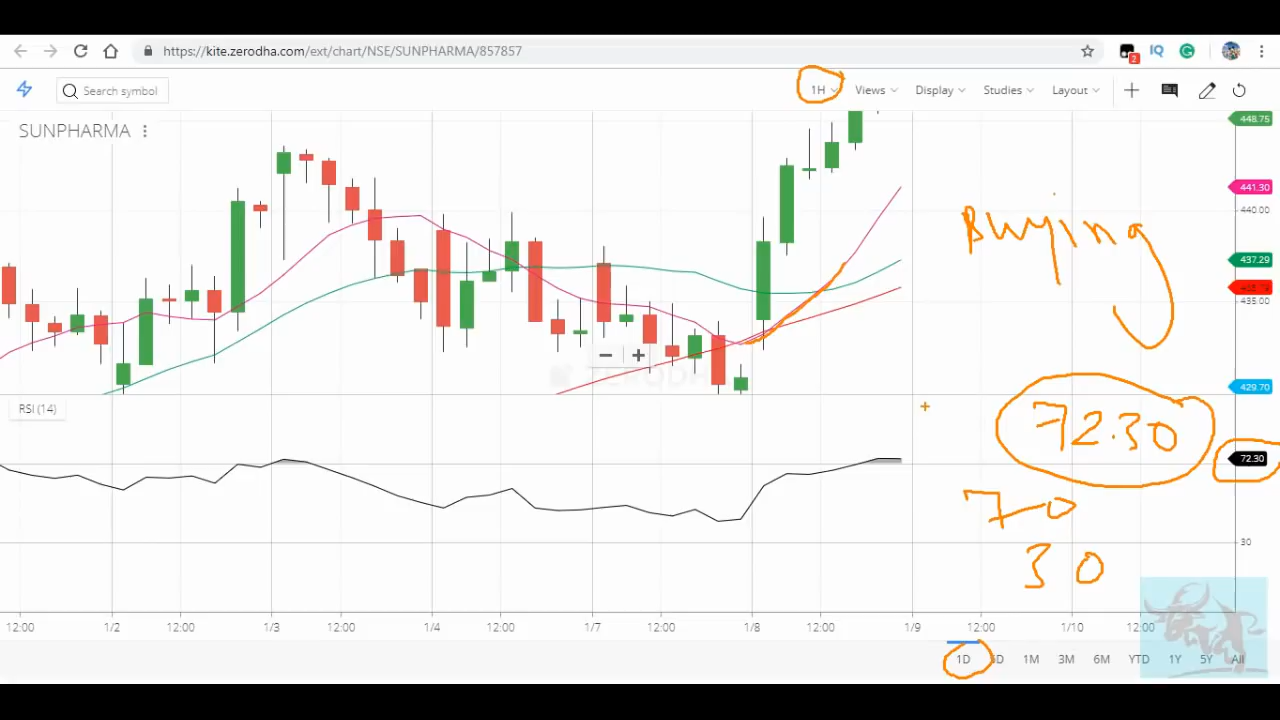 https://kite.zerodha.com/ext/chart/NSE/SUNPHARMA/857857
2
IQ
Search symbol
1H
Views
Display
Studies
Layout
SUNPHARMA
448.75
441.30
440.00
437.29
435.00
429.70
Buying
ZERODHA
RSI (14)
72.30
72.30
70
30
30
12:00 1/2 12:00 1/3 12:00 1/4 12:00 1/7 12:00 1/8 12:00 1/9 12:00 1/10 12:00
1D 1M 3M 6M YTD 1Y 5Y All